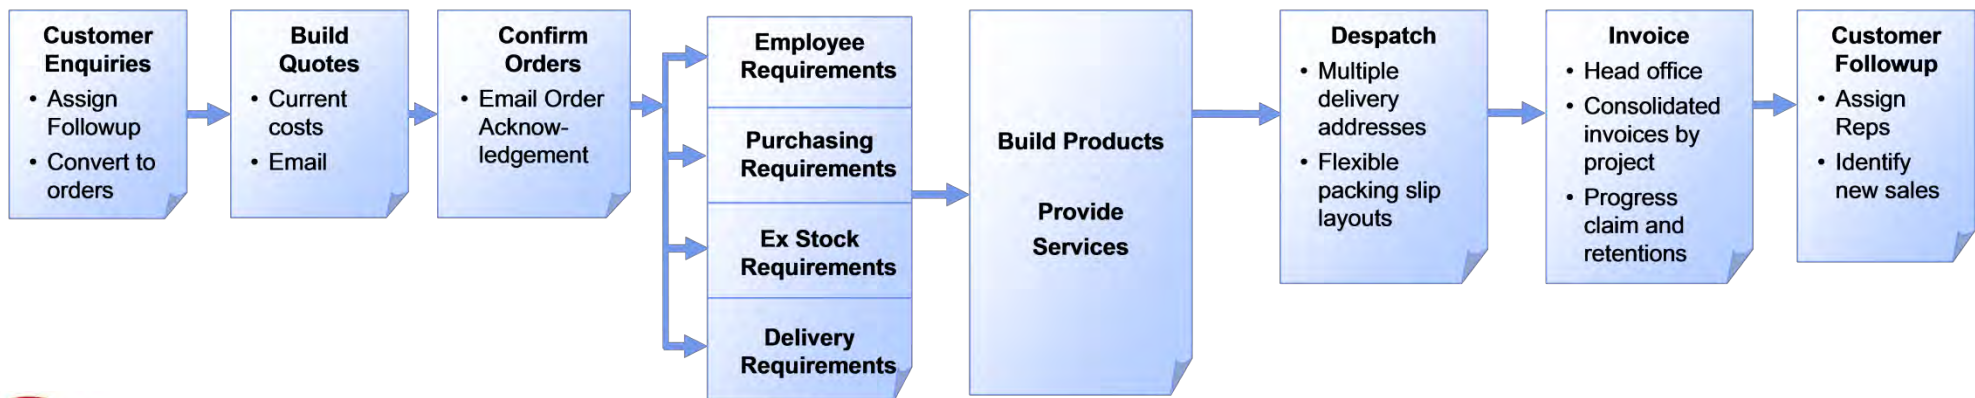 Customer
Enquiries
• Assign
Followup
• Convert to
orders
Build
Quotes
• Current
costs
• Email
Confirm
Orders
• Email Order
Acknow-
ledgement
Employee
Requirements
Purchasing
Requirements
Ex Stock
Requirements
Delivery
Requirements
Build Products
Provide
Services
Despatch
• Multiple
delivery
addresses
• Flexible
packing slip
layouts
Invoice
• Head office
• Consolidated
invoices by
project
• Progress
claim and
retentions
Customer
Followup
• Assign
Reps
• Identify
new sales